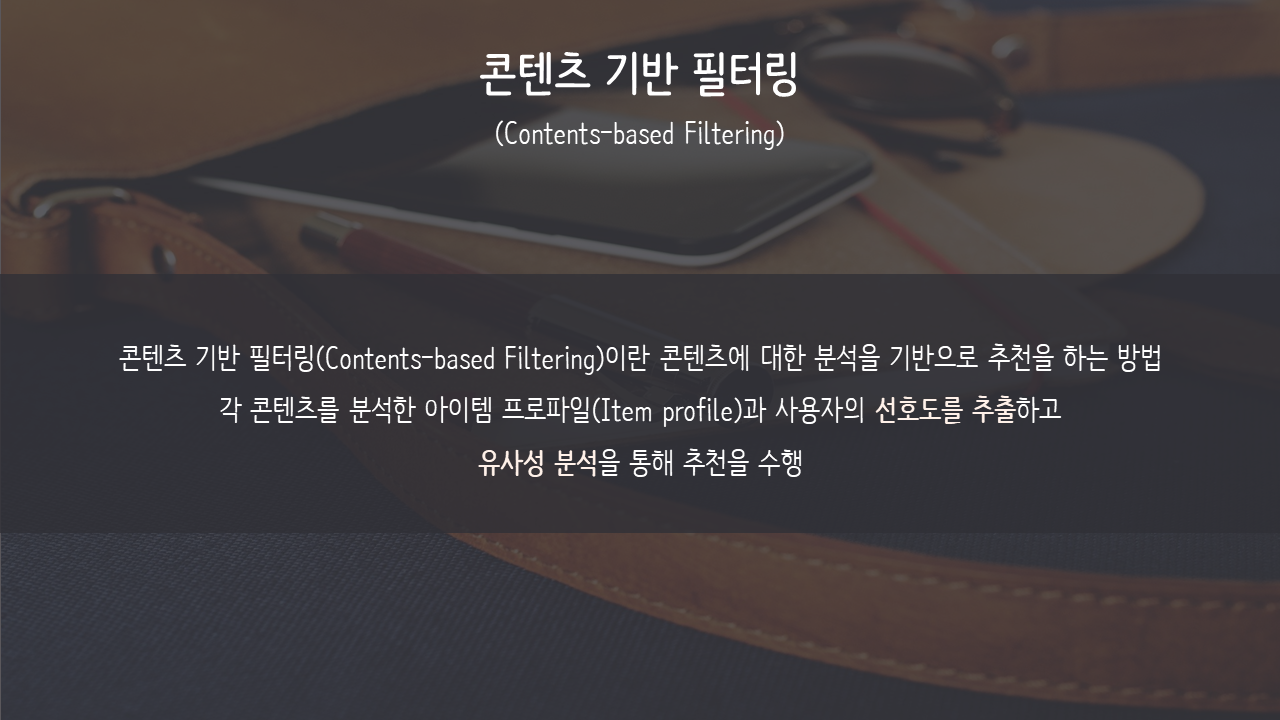 콘텐츠 기반 필터링
(Contents-based Filtering)
콘텐츠 기반 필터링(Contents-based Filtering)이란 콘텐츠에 대한 분석을 기반으로 추천을 하는 방법
각 콘텐츠를 분석한 아이템 프로파일(Item profile)과 사용자의 선호도를 추출하고
유사성 분석을 통해 추천을 수행